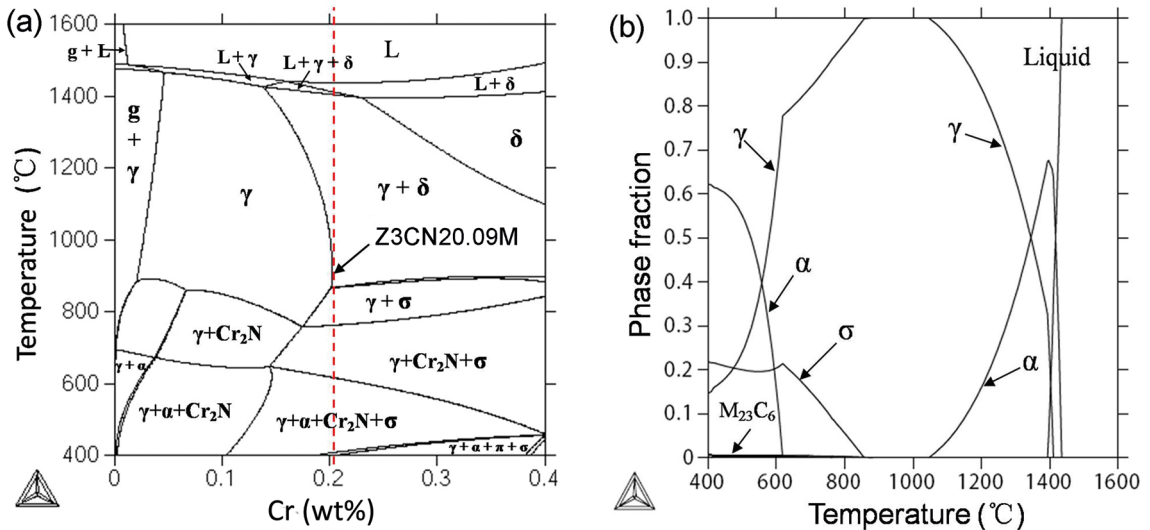 (a)
1600
1400
1200
1000
800
600
400
Temperature (℃)
0
0.1
0.2
0.3
0.4
Cr (wt%)
g + L
L + γ
L + γ + δ
L
L + δ
g
+
γ
γ
γ + δ
δ
Z3CN20.09M
γ + σ
γ+Cr₂N
γ+Cr₂N+σ
γ + α
γ+α+Cr₂N
γ+α+Cr₂N+σ
γ + α + π + σ
(b)
1.0
0.9
0.8
0.7
0.6
0.5
0.4
0.3
0.2
0.1
0
Phase fraction
400
600
800
1000
1200
1400
1600
Temperature (℃)
Liquid
γ
γ
α
σ
α
M₂₃C₆